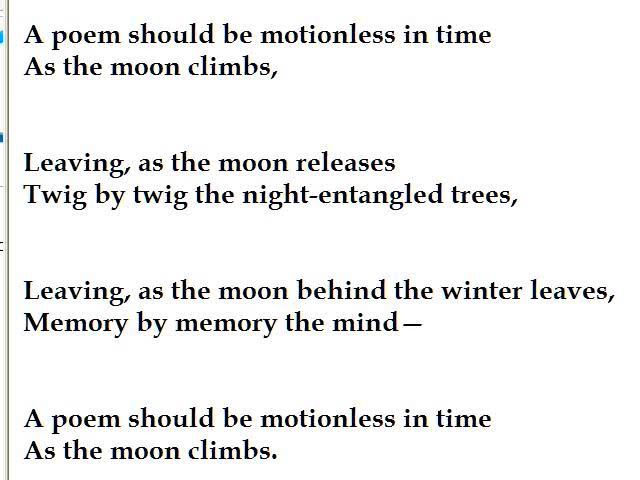 A poem should be motionless in time
As the moon climbs,
Leaving, as the moon releases
Twig by twig the night-entangled trees,
Leaving, as the moon behind the winter leaves,
Memory by memory the mind—
A poem should be motionless in time
As the moon climbs.